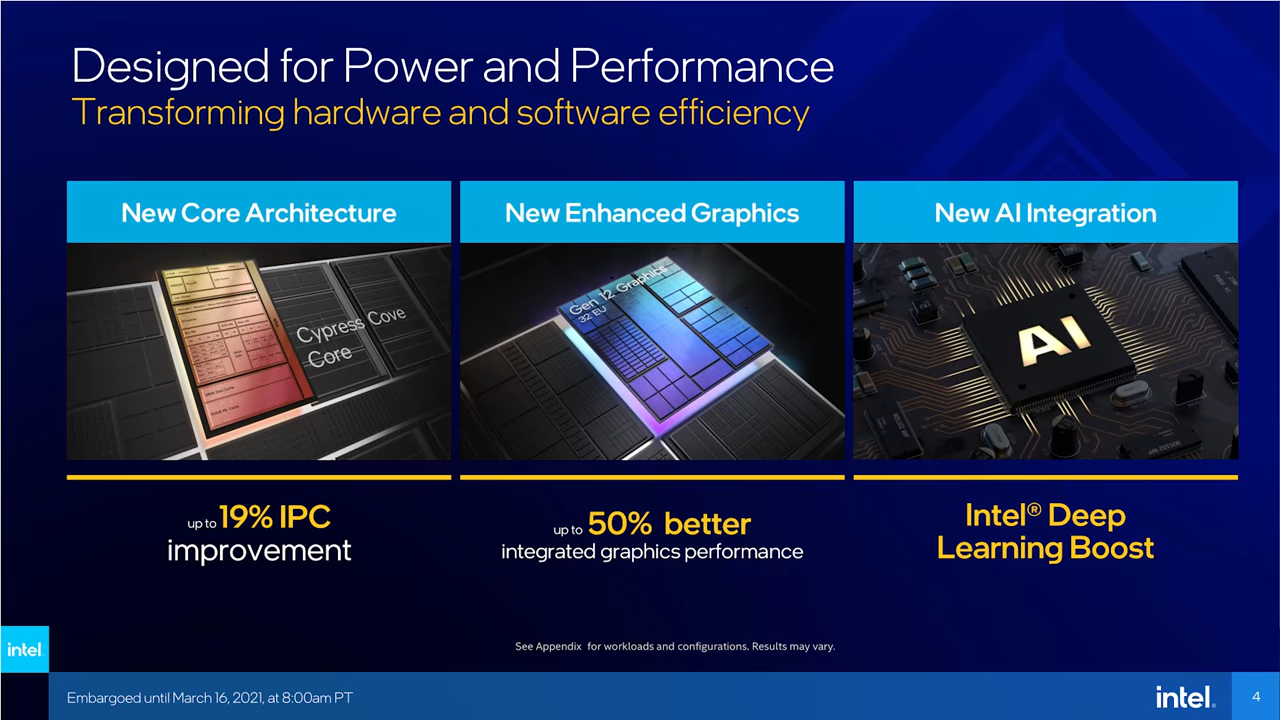 Designed for Power and Performance
Transforming hardware and software efficiency
New Core Architecture
New Enhanced Graphics
New AI Integration
Cypress Cove
Core
Gen 12 Graphics
32 EU
AI
up to 19% IPC
improvement
up to 50% better
integrated graphics performance
Intel® Deep
Learning Boost
See Appendix for workloads and configurations. Results may vary.
intel.
Embargoed until March 16, 2021, at 8:00am PT
intel.
4